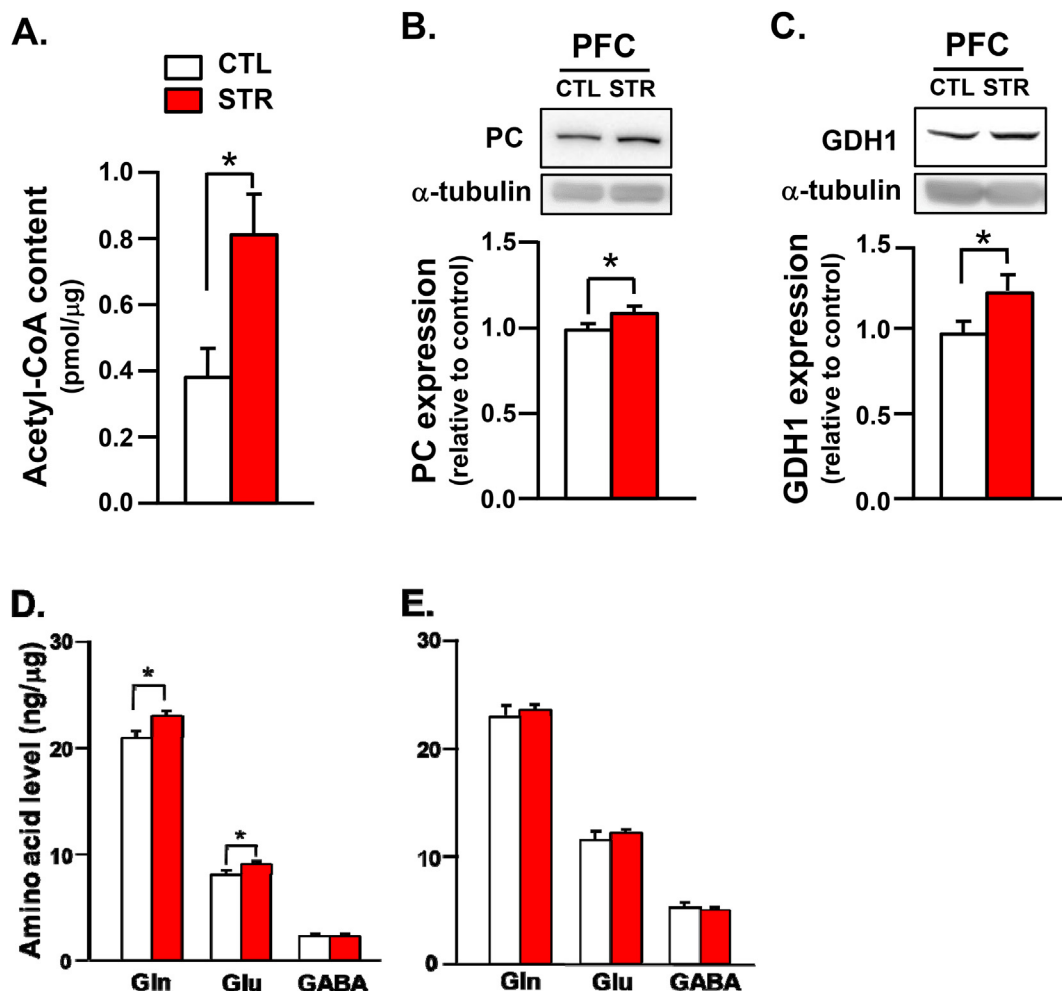 A.
CTL
STR
*
1.0
0.8
0.6
0.4
0.2
0.0
Acetyl-CoA content
(pmol/µg)
B.
PFC
CTL STR
PC
α-tubulin
*
1.5
1.0
0.5
0.0
PC expression
(relative to control)
C.
PFC
CTL STR
GDH1
α-tubulin
*
1.5
1.0
0.5
0.0
GDH1 expression
(relative to control)
D.
*
*
30
20
10
0
Amino acid level (ng/µg)
Gln Glu GABA
E.
30
20
10
0
Gln Glu GABA